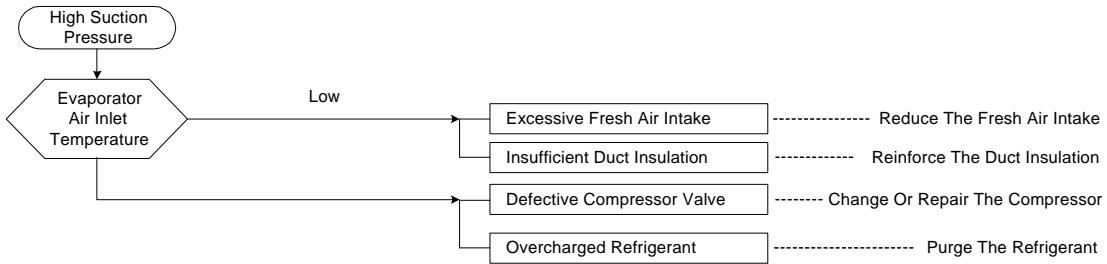 High Suction
Pressure
Evaporator
Air Inlet
Temperature
Low
Excessive Fresh Air Intake
Reduce The Fresh Air Intake
Insufficient Duct Insulation
Reinforce The Duct Insulation
Defective Compressor Valve
Change Or Repair The Compressor
Overcharged Refrigerant
Purge The Refrigerant